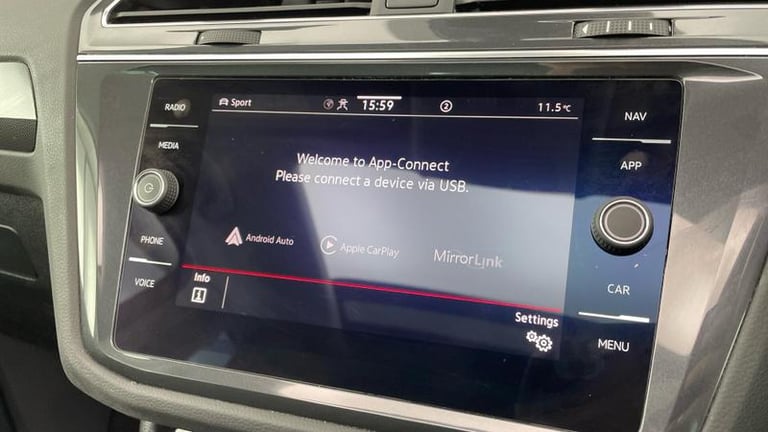 RADIO
MEDIA
PHONE
VOICE
Sport
15:59
2
11.5°C
Welcome to App-Connect
Please connect a device via USB.
Android Auto
Apple CarPlay
MirrorLink
Info
Settings
NAV
APP
CAR
MENU